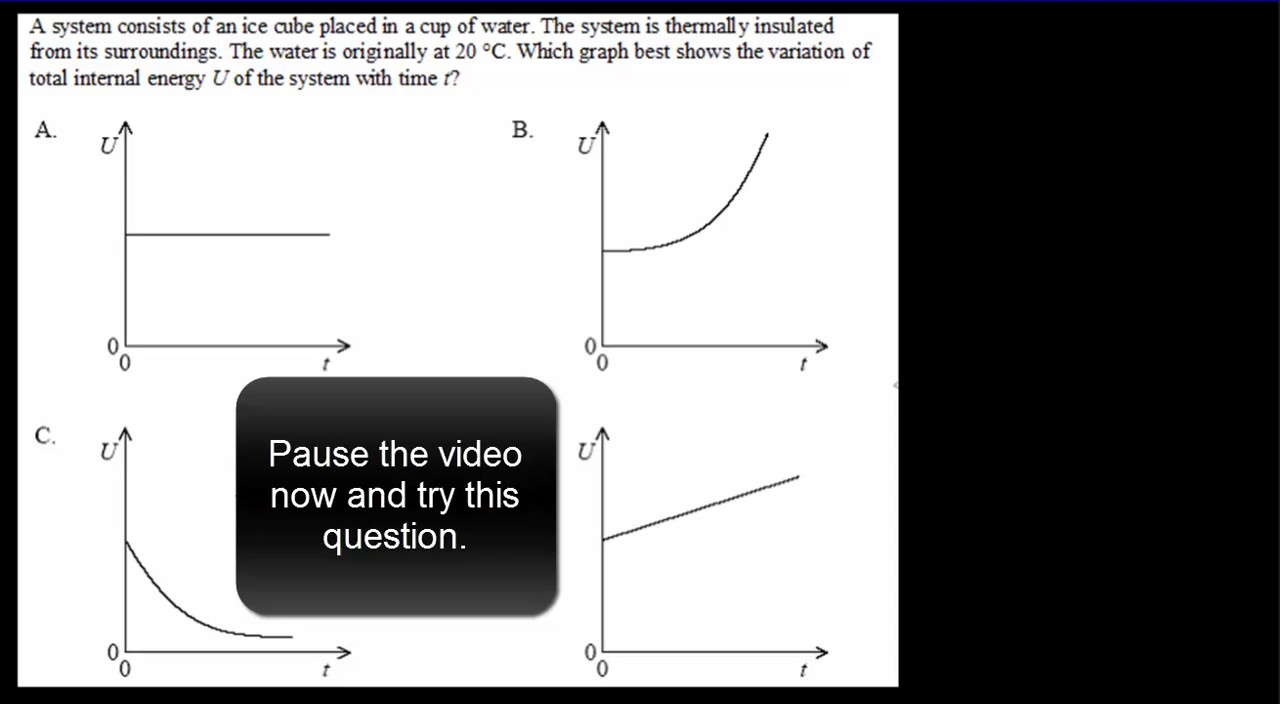 A system consists of an ice cube placed in a cup of water. The system is thermally insulated
from its surroundings. The water is originally at 20 °C. Which graph best shows the variation of
total internal energy U of the system with time t?
A.
U
0
0
t
B.
U
0
0
t
C.
U
0
0
t
U
0
0
t
Pause the video
now and try this
question.